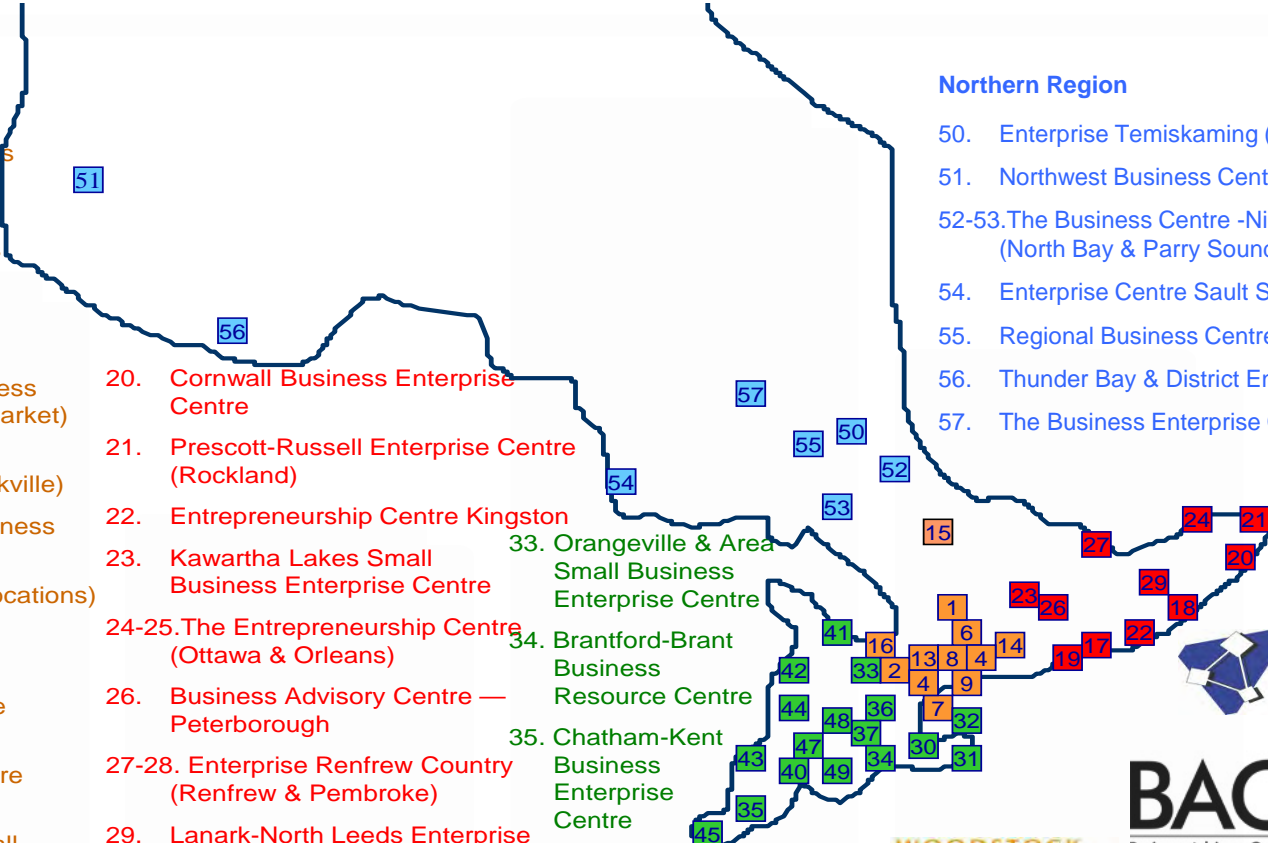 s
ess
arket)
kville)
ness
ocations)
e
re
20. Cornwall Business Enterprise
Centre
21. Prescott-Russell Enterprise Centre
(Rockland)
22. Entrepreneurship Centre Kingston
23. Kawartha Lakes Small
Business Enterprise Centre
24-25.The Entrepreneurship Centre
(Ottawa & Orleans)
26. Business Advisory Centre —
Peterborough
27-28. Enterprise Renfrew Country
(Renfrew & Pembroke)
29. Lanark-North Leeds Enterprise
33. Orangeville & Area
Small Business
Enterprise Centre
34. Brantford-Brant
Business
Resource Centre
35. Chatham-Kent
Business
Enterprise
Centre
Northern Region
50. Enterprise Temiskaming (
51. Northwest Business Cent
52-53.The Business Centre -Ni
(North Bay & Parry Sound
54. Enterprise Centre Sault S
55. Regional Business Centre
56. Thunder Bay & District En
57. The Business Enterprise
51
56
57
50
55
52
54
53
15
24
21
27
20
29
23
26
18
1
41
6
22
16
14
17
13
8
4
19
42
33
2
4
9
44
36
7
48
32
37
47
30
43
34
31
40
49
35
45
WOODSTOCK
BAC